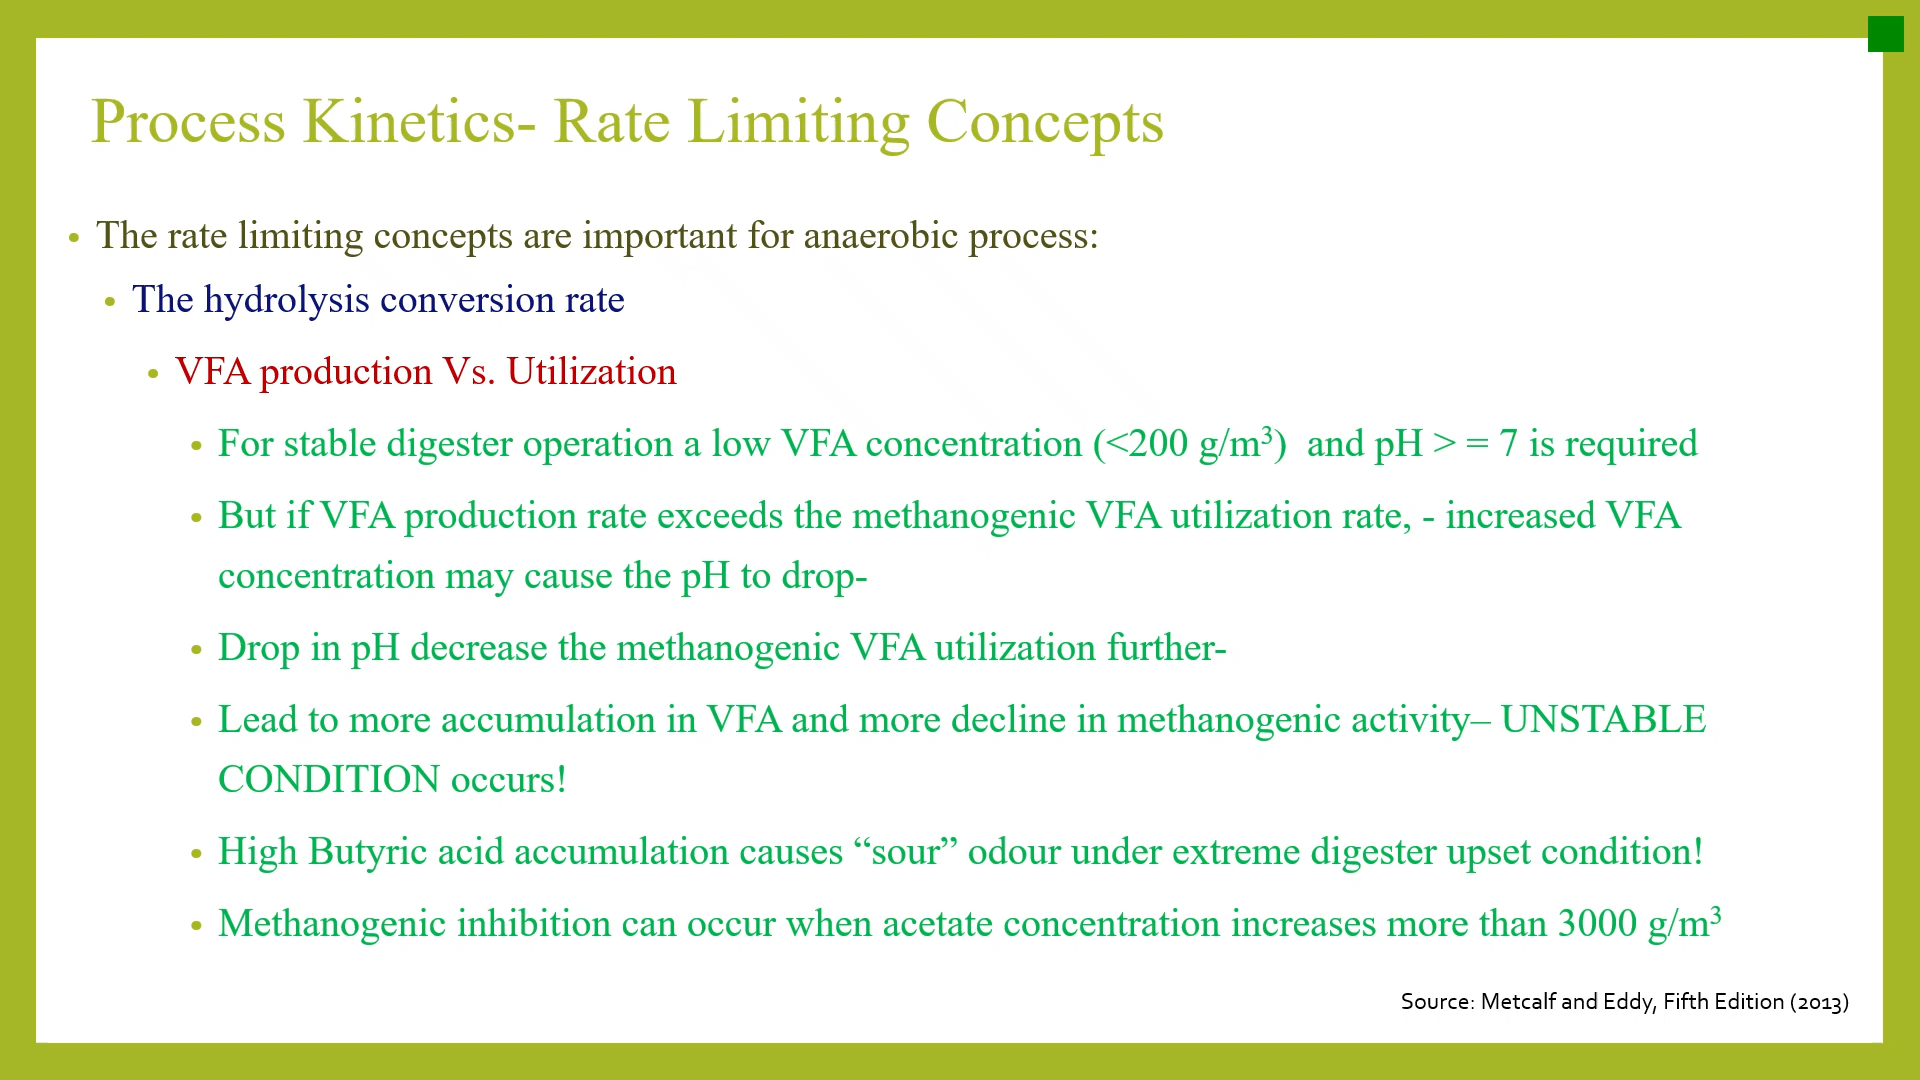 Process Kinetics- Rate Limiting Concepts
• The rate limiting concepts are important for anaerobic process:
• The hydrolysis conversion rate
• VFA production Vs. Utilization
• For stable digester operation a low VFA concentration (<200 g/m³)  and pH > = 7 is required
• But if VFA production rate exceeds the methanogenic VFA utilization rate, - increased VFA
concentration may cause the pH to drop-
• Drop in pH decrease the methanogenic VFA utilization further-
• Lead to more accumulation in VFA and more decline in methanogenic activity– UNSTABLE
CONDITION occurs!
• High Butyric acid accumulation causes “sour” odour under extreme digester upset condition!
• Methanogenic inhibition can occur when acetate concentration increases more than 3000 g/m³
Source: Metcalf and Eddy, Fifth Edition (2013)